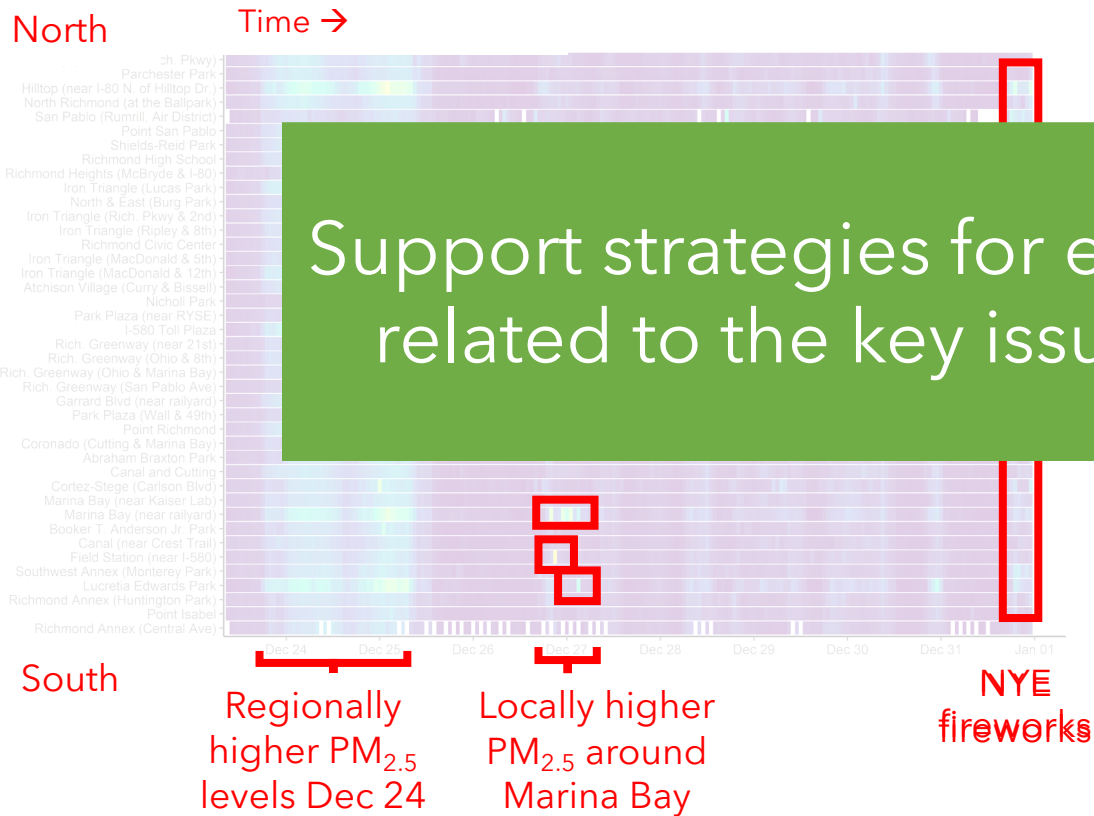 North
Time →
ch. Pkwy)
Parchester Park
Hilltop (near I-80 N. of Hilltop Dr.)
North Richmond (at the Ballpark)
San Pablo (Rumrill, Air District)
Point San Pablo
Shields-Reid Park
Richmond High School
Richmond Heights (McBryde & I-80)
Iron Triangle (Lucas Park)
North & East (Burg Park)
Iron Triangle (Rich. Pkwy & 2nd)
Iron Triangle (Ripley & 8th)
Richmond Civic Center
Iron Triangle (MacDonald & 5th)
Iron Triangle (MacDonald & 12th)
Atchison Village (Curry & Bissell)
Nicholl Park
Park Plaza (near RYSE)
I-580 Toll Plaza
Rich. Greenway (near 21st)
Rich. Greenway (Ohio & 8th)
Rich. Greenway (Ohio & Marina Bay)
Rich. Greenway (San Pablo Ave)
Garrard Blvd (near railyard)
Park Plaza (Wall & 49th)
Point Richmond
Coronado (Cutting & Marina Bay)
Abraham Braxton Park
Canal and Cutting
Cortez-Stege (Carlson Blvd)
Marina Bay (near Kaiser Lab)
Marina Bay (near railyard)
Booker T. Anderson Jr. Park
Canal (near Crest Trail)
Field Station (near I-580)
Southwest Annex (Monterey Park)
Lucretia Edwards Park
Richmond Annex (Huntington Park)
Point Isabel
Richmond Annex (Central Ave)
Support strategies for e
related to the key issu
Dec 24 Dec 25 Dec 26 Dec 27 Dec 28 Dec 29 Dec 30 Dec 31 Jan 01
South
Regionally
higher PM2.5
levels Dec 24
Locally higher
PM2.5 around
Marina Bay
NYE
fireworks